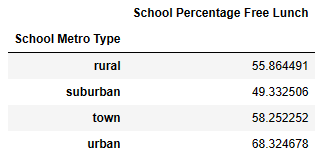 School Percentage Free Lunch
School Metro Type
rural 55.864491
suburban 49.332506
town 58.252252
urban 68.324678